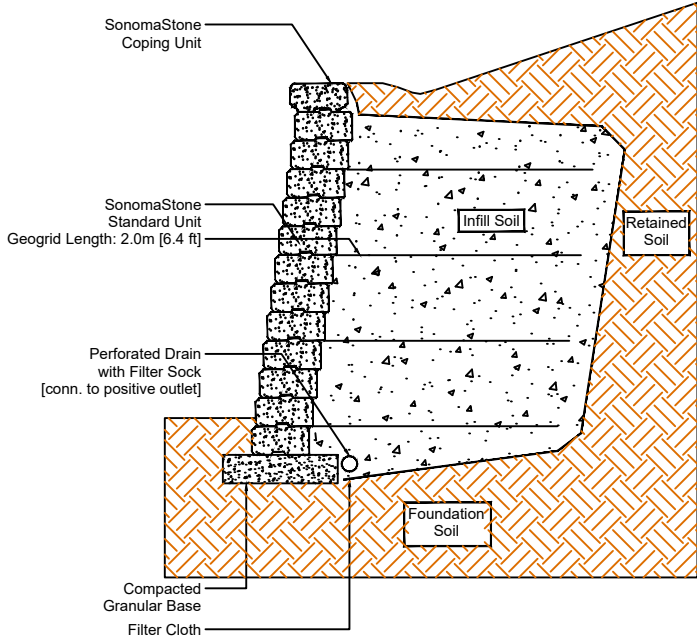 SonomaStone
Coping Unit
SonomaStone
Standard Unit
Geogrid Length: 2.0m [6.4 ft]
Infill Soil
Retained
Soil
Perforated Drain
with Filter Sock
[conn. to positive outlet]
Foundation
Soil
Compacted
Granular Base
Filter Cloth